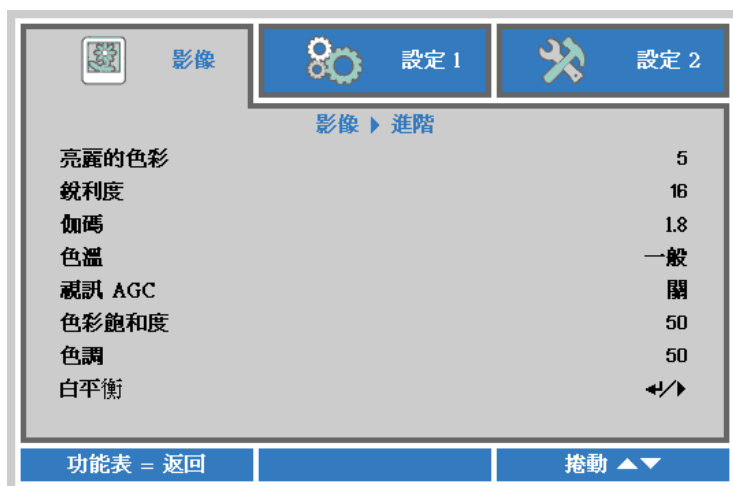 影像 設定 1 設定 2
影像 ▶ 進階
亮麗的色彩 5
銳利度 16
伽碼 1.8
色溫 一般
視訊 AGC 關
色彩飽和度 50
色調 50
白平衡 ↵/▶
功能表 = 返回 捲動 ▲▼